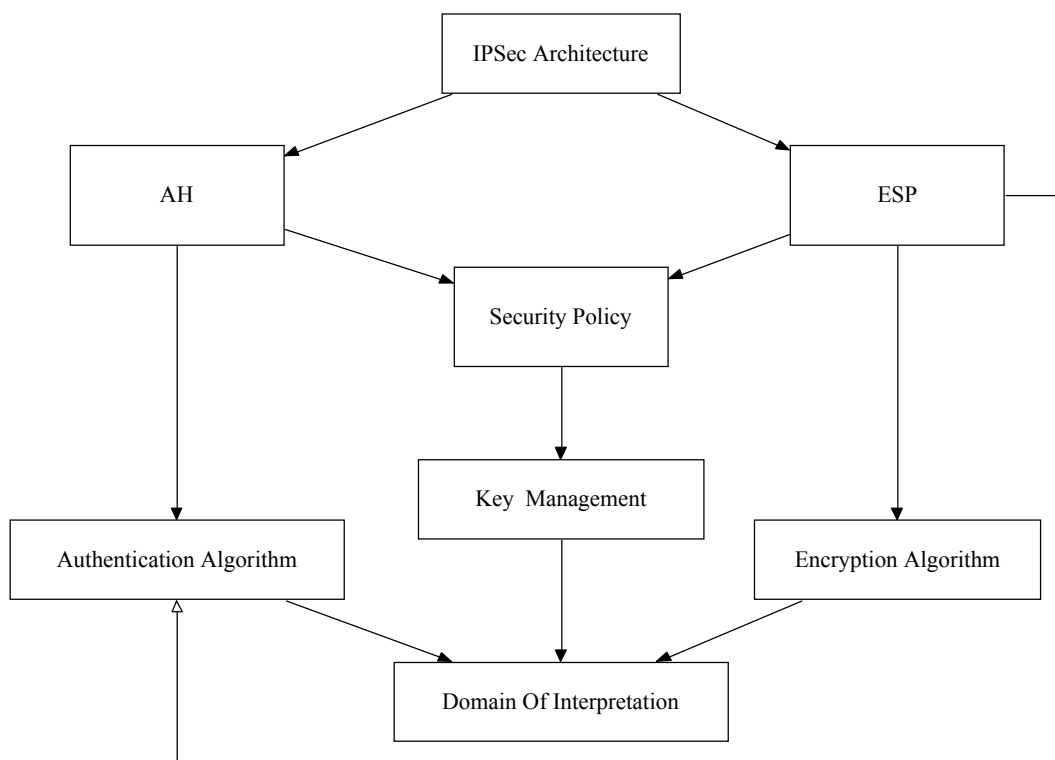 IPSec Architecture
AH
ESP
Security Policy
Key Management
Authentication Algorithm
Encryption Algorithm
Domain Of Interpretation